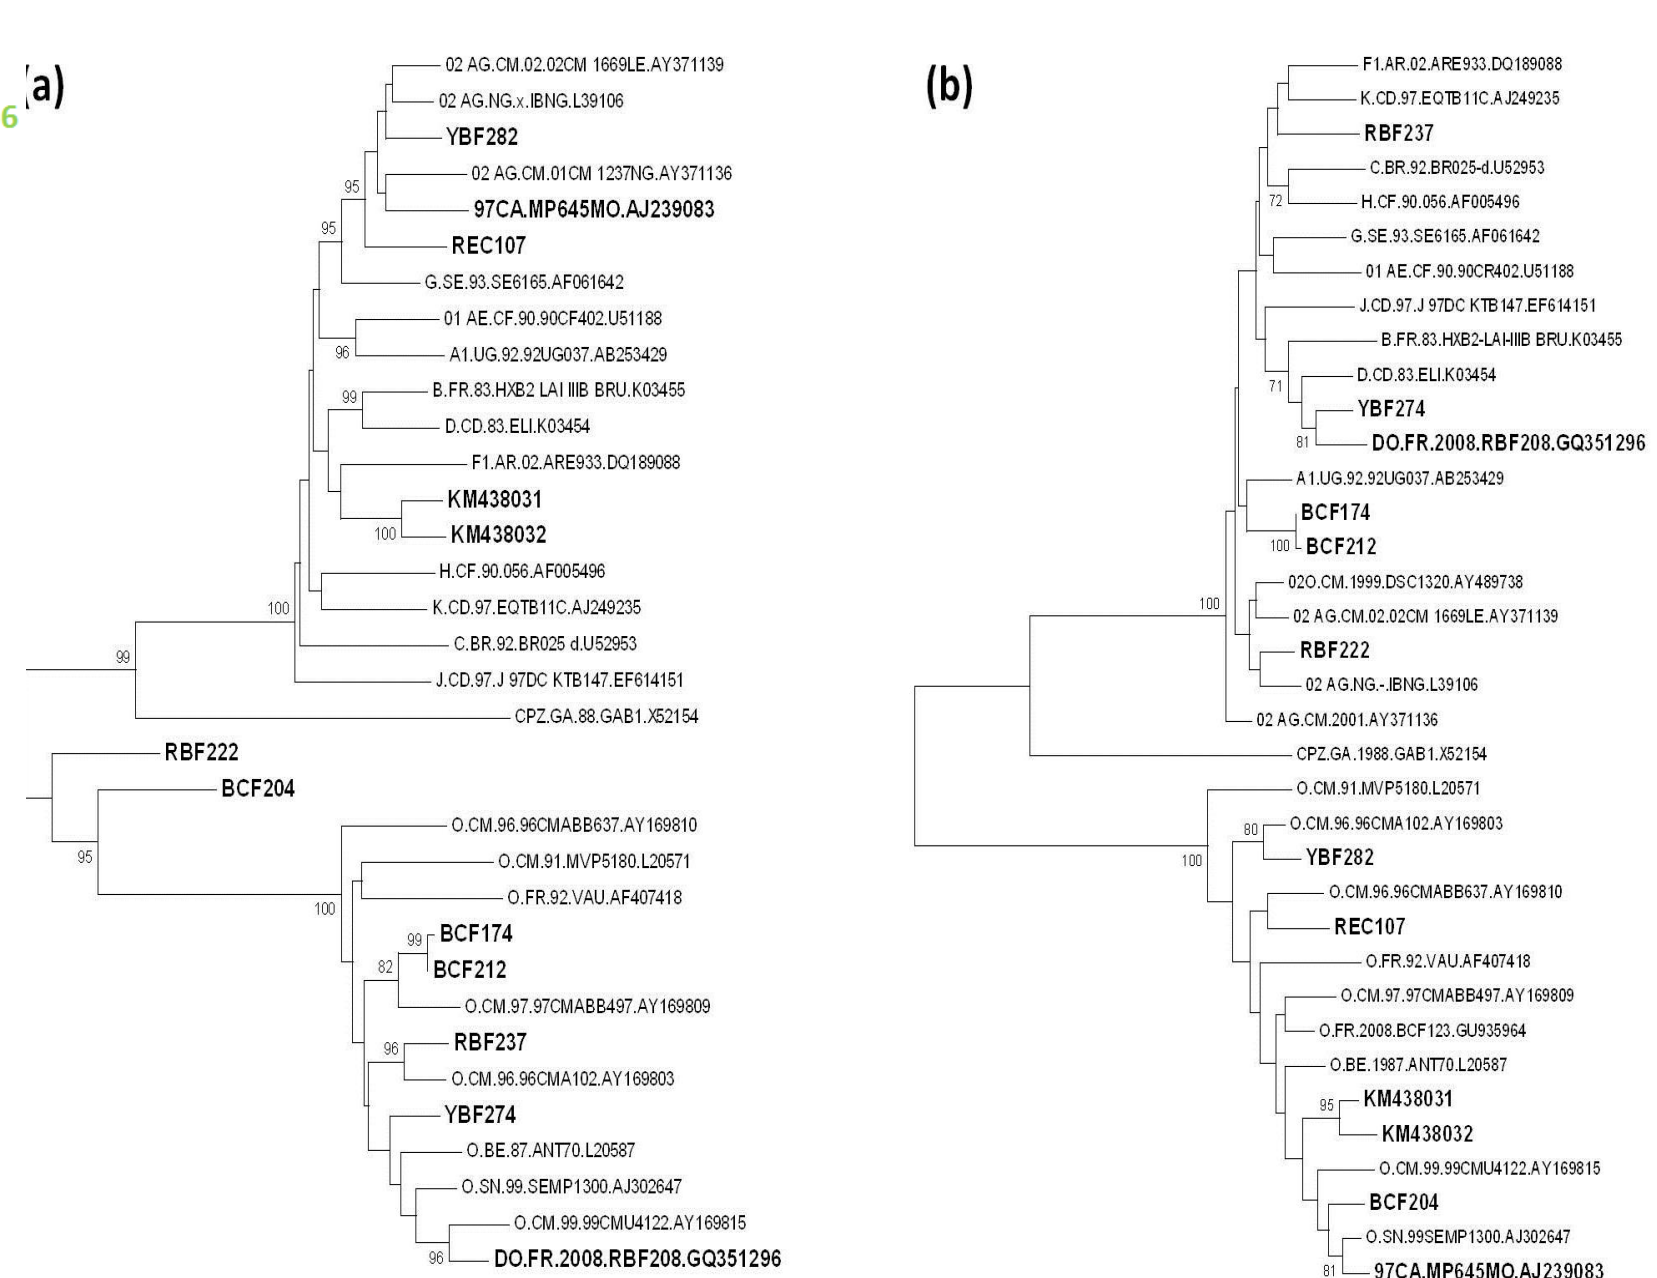 (a)
6
02 AG.CM.02.02CM 1669LE.AY371139
02 AG.NG.x.IBNG.L39106
YBF282
02 AG.CM.01CM 1237NG.AY371136
95
97CA.MP645MO.AJ239083
95
REC107
G.SE.93.SE6165.AF061642
01 AE.CF.90.90CF402.U51188
96
A1.UG.92.92UG037.AB253429
B.FR.83.HXB2 LAI IIIB BRU.K03455
99
D.CD.83.ELI.K03454
F1.AR.02.ARE933.DQ189088
KM438031
100
KM438032
H.CF.90.056.AF005496
100
K.CD.97.EQTB11C.AJ249235
C.BR.92.BR025 d.U52953
99
J.CD.97.J 97DC KTB147.EF614151
CPZ.GA.88.GAB1.X52154
RBF222
BCF204
O.CM.96.96CMABB637.AY169810
95
O.CM.91.MVP5180.L20571
O.FR.92.VAU.AF407418
100
BCF174
99
82
BCF212
O.CM.97.97CMABB497.AY169809
RBF237
96
O.CM.96.96CMA102.AY169803
YBF274
O.BE.87.ANT70.L20587
O.SN.99.SEMP1300.AJ302647
O.CM.99.99CMU4122.AY169815
96
DO.FR.2008.RBF208.GQ351296
(b)
F1.AR.02.ARE933.DQ189088
K.CD.97.EQTB11C.AJ249235
RBF237
C.BR.92.BR025-d.U52953
72
H.CF.90.056.AF005496
G.SE.93.SE6165.AF061642
01 AE.CF.90.90CR402.U51188
J.CD.97.J 97DC KTB147.EF614151
B.FR.83.HXB2-LAI-IIIB BRU.K03455
D.CD.83.ELI.K03454
71
YBF274
81
DO.FR.2008.RBF208.GQ351296
A1.UG.92.92UG037.AB253429
BCF174
100
BCF212
02O.CM.1999.DSC1320.AY489738
100
02 AG.CM.02.02CM 1669LE.AY371139
RBF222
02 AG.NG.-.IBNG.L39106
02 AG.CM.2001.AY371136
CPZ.GA.1988.GAB1.X52154
O.CM.91.MVP5180.L20571
O.CM.96.96CMA102.AY169803
80
YBF282
100
O.CM.96.96CMABB637.AY169810
REC107
O.FR.92.VAU.AF407418
O.CM.97.97CMABB497.AY169809
O.FR.2008.BCF123.GU935964
O.BE.1987.ANT70.L20587
KM438031
95
KM438032
O.CM.99.99CMU4122.AY169815
BCF204
O.SN.99SEMP1300.AJ302647
81
97CA.MP645MO.AJ239083